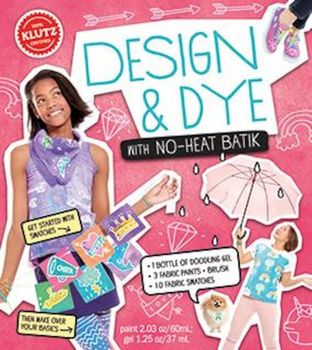 100%
KLUTZ
CERTIFIED
DESIGN
& DYE
WITH NO-HEAT BATIK
GET STARTED WITH
SWATCHES
• 1 BOTTLE OF DOODLING GEL
• 3 FABRIC PAINTS + BRUSH
• 10 FABRIC SWATCHES
THEN MAKE OVER
YOUR BASICS
paint 2.03 oz/60mL;
gel 1.25 oz/37 mL